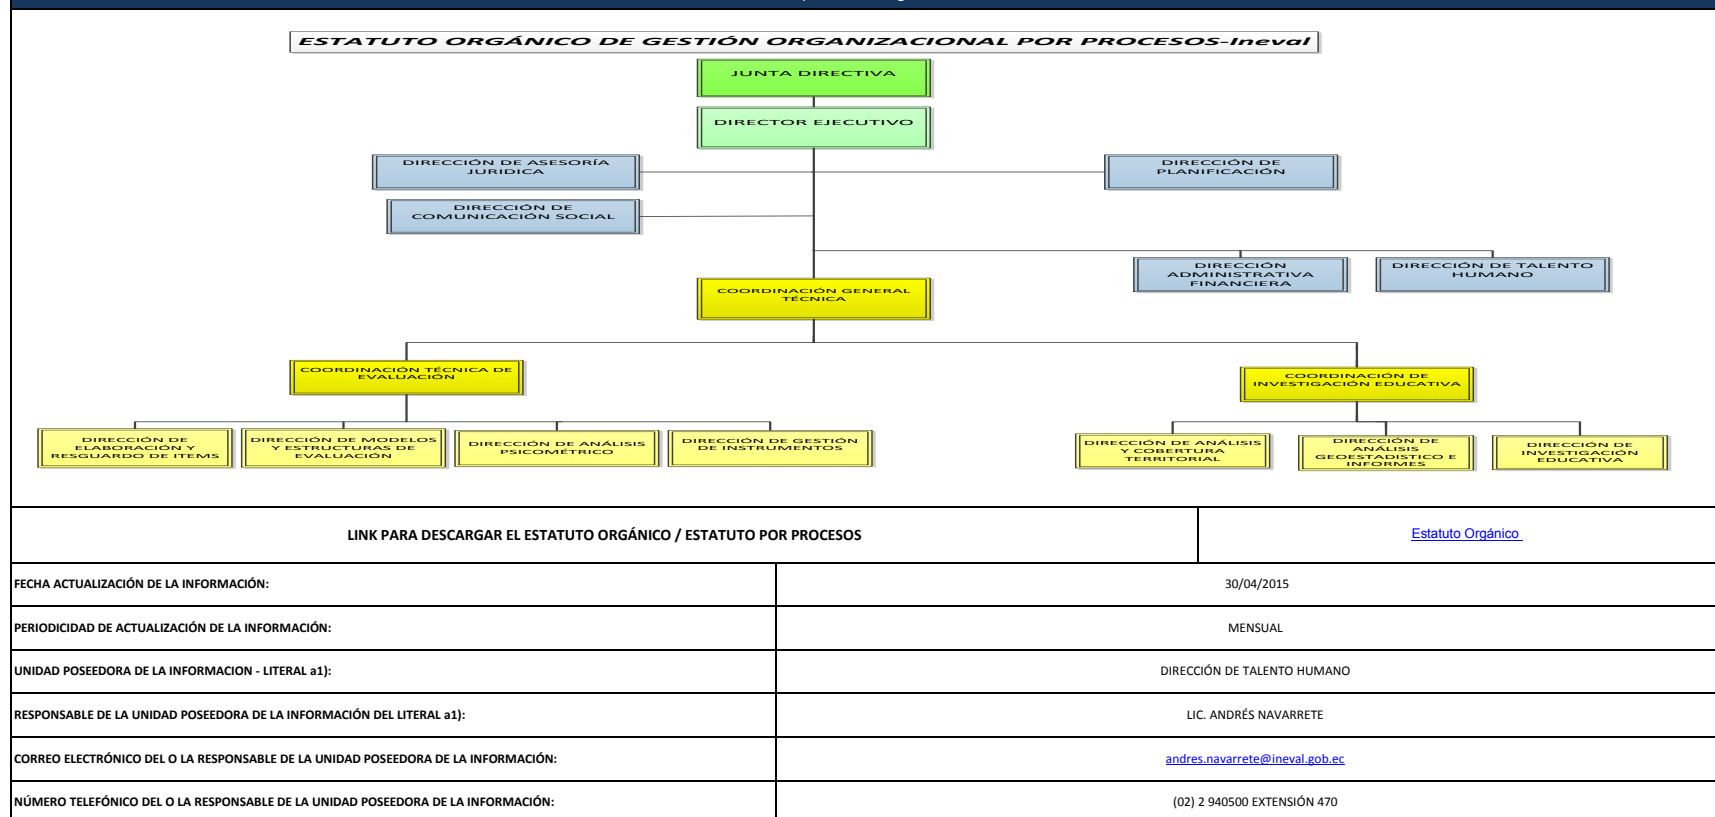 ESTATUTO ORGÁNICO DE GESTIÓN ORGANIZACIONAL POR PROCESOS-Ineval
JUNTA DIRECTIVA
DIRECTOR EJECUTIVO
DIRECCIÓN DE ASESORÍA
JURIDICA
DIRECCIÓN DE
PLANIFICACIÓN
DIRECCIÓN DE
COMUNICACIÓN SOCIAL
DIRECCIÓN
ADMINISTRATIVA
FINANCIERA
DIRECCIÓN DE TALENTO
HUMANO
COORDINACIÓN GENERAL
TÉCNICA
COORDINACIÓN TÉCNICA DE
EVALUACIÓN
COORDINACIÓN DE
INVESTIGACIÓN EDUCATIVA
DIRECCIÓN DE
ELABORACIÓN Y
RESGUARDO DE ITEMS
DIRECCIÓN DE MODELOS
Y ESTRUCTURAS DE
EVALUACIÓN
DIRECCIÓN DE ANÁLISIS
PSICOMÉTRICO
DIRECCIÓN DE GESTIÓN
DE INSTRUMENTOS
DIRECCIÓN DE ANÁLISIS
Y COBERTURA
TERRITORIAL
DIRECCIÓN DE
ANÁLISIS
GEOESTADISTICO E
INFORMES
DIRECCIÓN DE
INVESTIGACIÓN
EDUCATIVA
LINK PARA DESCARGAR EL ESTATUTO ORGÁNICO / ESTATUTO POR PROCESOS
Estatuto Orgánico
FECHA ACTUALIZACIÓN DE LA INFORMACIÓN:
30/04/2015
PERIODICIDAD DE ACTUALIZACIÓN DE LA INFORMACIÓN:
MENSUAL
UNIDAD POSEEDORA DE LA INFORMACION - LITERAL a1):
DIRECCIÓN DE TALENTO HUMANO
RESPONSABLE DE LA UNIDAD POSEEDORA DE LA INFORMACIÓN DEL LITERAL a1):
LIC. ANDRÉS NAVARRETE
CORREO ELECTRÓNICO DEL O LA RESPONSABLE DE LA UNIDAD POSEEDORA DE LA INFORMACIÓN:
andres.navarrete@ineval.gob.ec
NÚMERO TELEFÓNICO DEL O LA RESPONSABLE DE LA UNIDAD POSEEDORA DE LA INFORMACIÓN:
(02) 2 940500 EXTENSIÓN 470